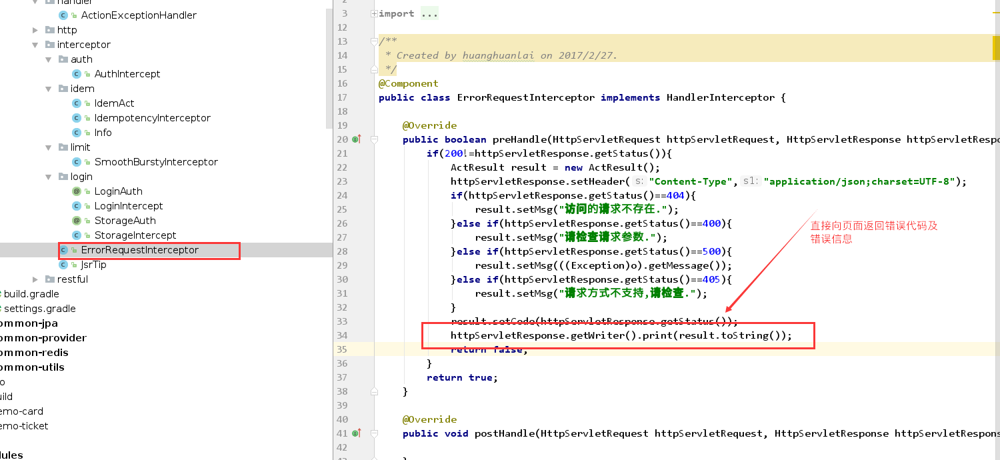 handler
ActionExceptionHandler
http
interceptor
auth
AuthIntercept
idem
IdemAct
IdempotencyInterceptor
Info
limit
SmoothBurstyInterceptor
login
LoginAuth
LoginIntercept
StorageAuth
StorageIntercept
ErrorRequestInterceptor
JsrTip
restful
build.gradle
settings.gradle
ommon-jpa
ommon-provider
ommon-redis
ommon-utils
o
uild
emo-card
emo-ticket
dules
2
3 import ...
12
13 /**
14 * Created by huanghuanlai on 2017/2/27.
15 */
16 @Component
17 public class ErrorRequestInterceptor implements HandlerInterceptor {
18
19 @Override
20 public boolean preHandle(HttpServletRequest httpServletRequest, HttpServletResponse httpServletRespo
21 if(200!=httpServletResponse.getStatus()){
22 ActResult result = new ActResult();
23 httpServletResponse.setHeader( s: "Content-Type", s1: "application/json;charset=UTF-8");
24 if(httpServletResponse.getStatus()==404){
25 result.setMsg("访问的请求不存在.");
26 }else if(httpServletResponse.getStatus()==400){
27 result.setMsg("请检查请求参数.");
28 }else if(httpServletResponse.getStatus()==500){
29 result.setMsg(((Exception)o).getMessage());
30 }else if(httpServletResponse.getStatus()==405){
31 result.setMsg("请求方式不支持,请检查.");
32 }
33 result.setCode(httpServletResponse.getStatus());
34 httpServletResponse.getWriter().print(result.toString());
35 return false;
36 }
37 return true;
38 }
39
40 @Override
41 public void postHandle(HttpServletRequest httpServletRequest, HttpServletResponse httpServletRespons
42
43 }
直接向页面返回错误代码及
错误信息